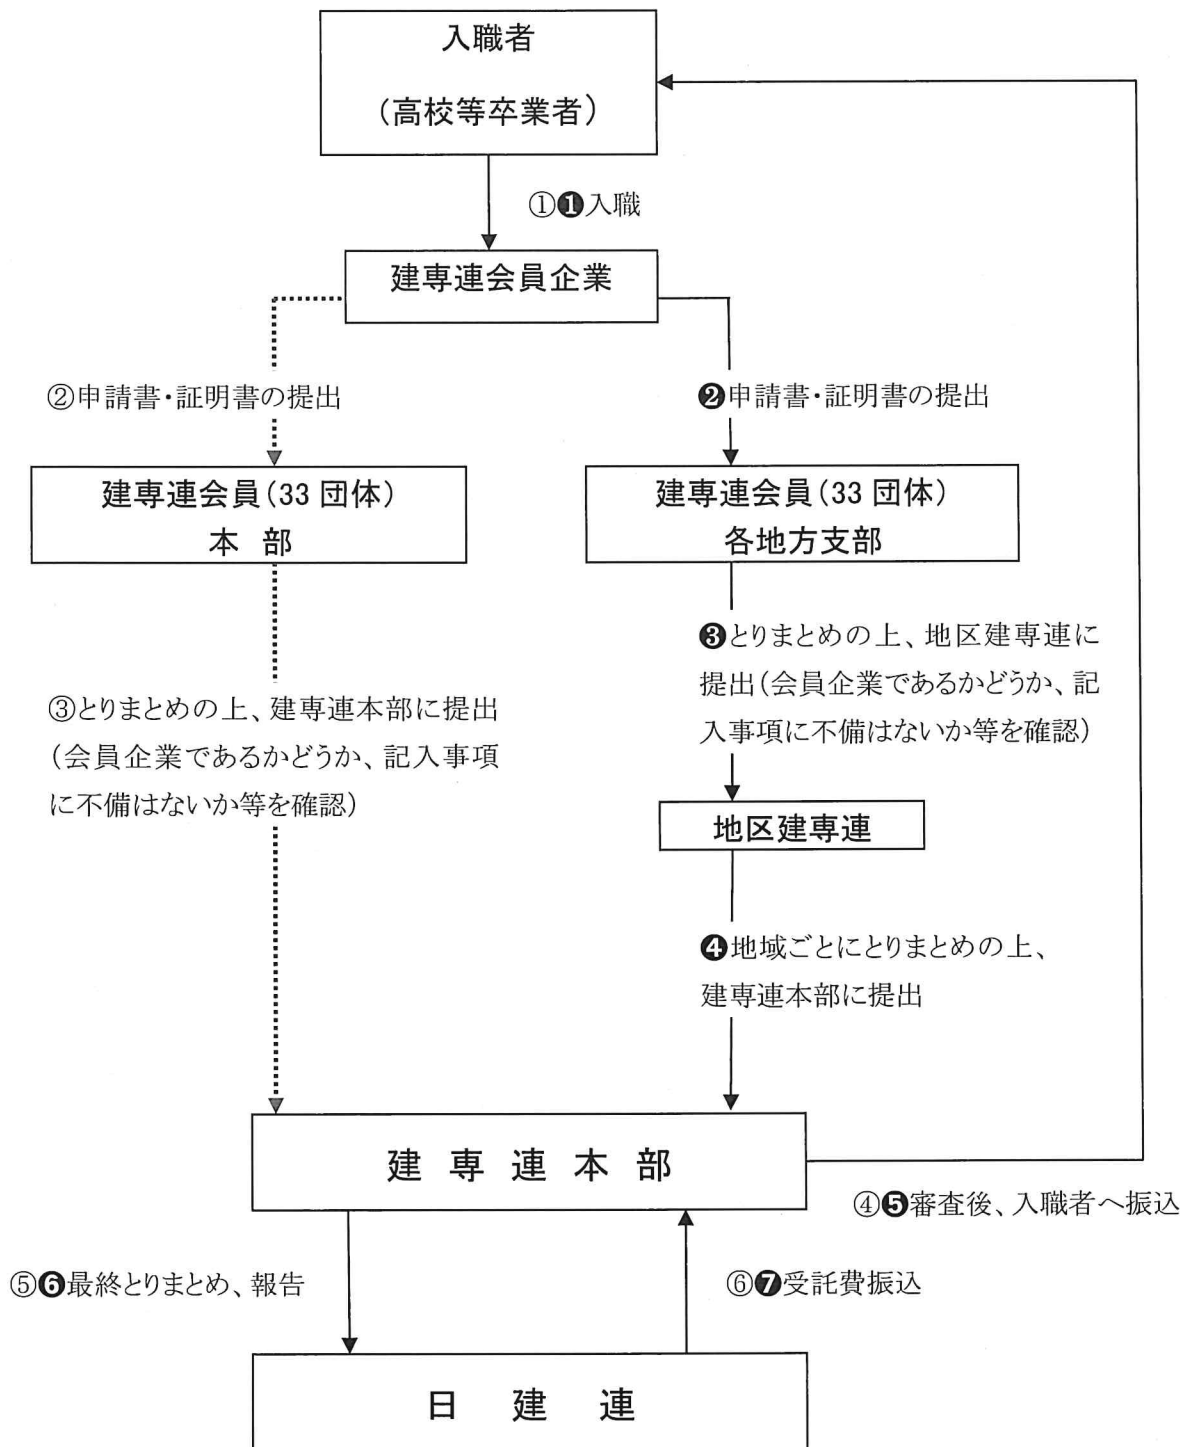 入職者
(高校等卒業者)
①❶入職
建専連会員企業
②申請書・証明書の提出
❷申請書・証明書の提出
建専連会員(33団体)
本 部
建専連会員(33団体)
各地方支部
❸とりまとめの上、地区建専連に
提出(会員企業であるかどうか、記
入事項に不備はないか等を確認)
③とりまとめの上、建専連本部に提出
(会員企業であるかどうか、記入事項
に不備はないか等を確認)
地区建専連
❹地域ごとにとりまとめの上、
建専連本部に提出
建 専 連 本 部
④❺審査後、入職者へ振込
⑤❻最終とりまとめ、報告
⑥❼受託費振込
日 建 連